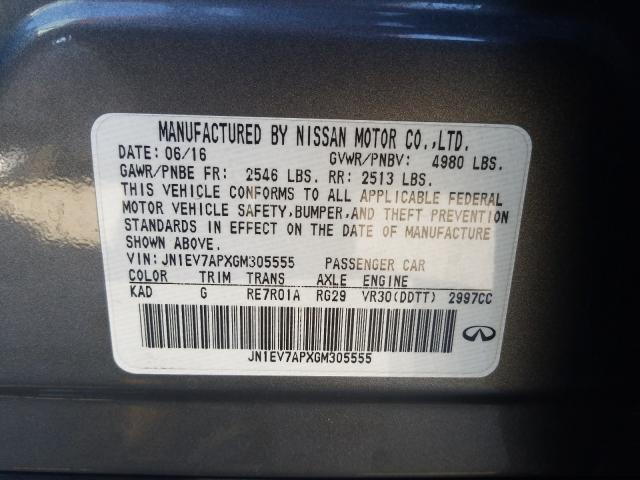 MANUFACTURED BY NISSAN MOTOR CO.,LTD.
DATE: 06/16 GVWR/PNBV: 4980 LBS.
GAWR/PNBE FR: 2546 LBS. RR: 2513 LBS.
THIS VEHICLE CONFORMS TO ALL APPLICABLE FEDERAL
MOTOR VEHICLE SAFETY,BUMPER,AND THEFT PREVENTION
STANDARDS IN EFFECT ON THE DATE OF MANUFACTURE
SHOWN ABOVE.
VIN: JN1EV7APXGM305555 PASSENGER CAR
COLOR TRIM TRANS AXLE ENGINE
KAD G RE7R01A RG29 VR30(DDTT) 2997CC
JN1EV7APXGM305555